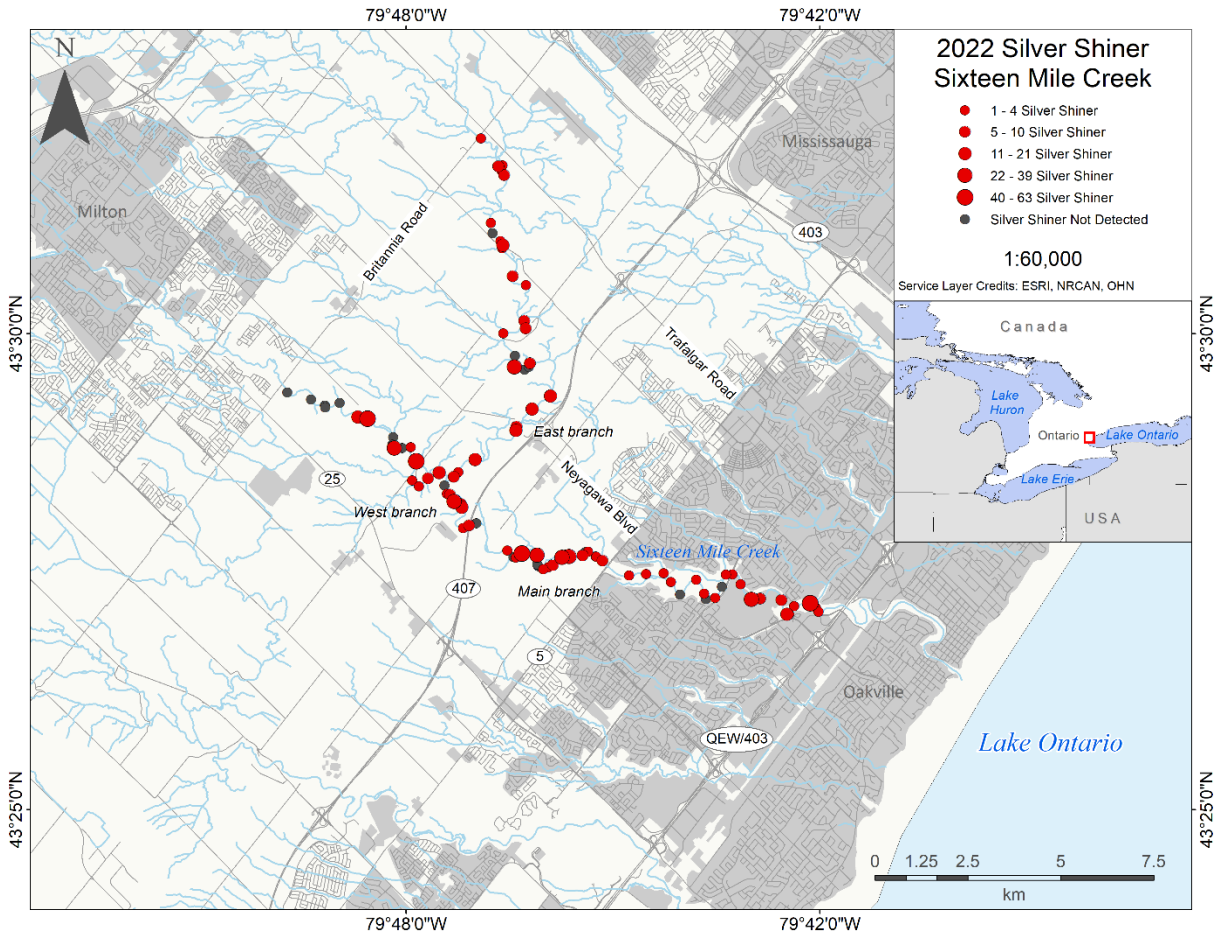 79°48'0"W
79°42'0"W
N
2022 Silver Shiner
Sixteen Mile Creek
1 - 4 Silver Shiner
5 - 10 Silver Shiner
11 - 21 Silver Shiner
22 - 39 Silver Shiner
40 - 63 Silver Shiner
Silver Shiner Not Detected
1:60,000
Service Layer Credits: ESRI, NRCAN, OHN
Mississauga
Milton
403
Britannia Road
43°30'0"N
43°30'0"N
Canada
Lake
Huron
Ontario
Lake Ontario
Lake Erie
USA
Trafalgar Road
East branch
Neyagawa Blvd
25
West branch
Sixteen Mile Creek
407
Main branch
5
Oakville
QEW/403
Lake Ontario
43°25'0"N
43°25'0"N
0 1.25 2.5 5 7.5
km
79°48'0"W
79°42'0"W